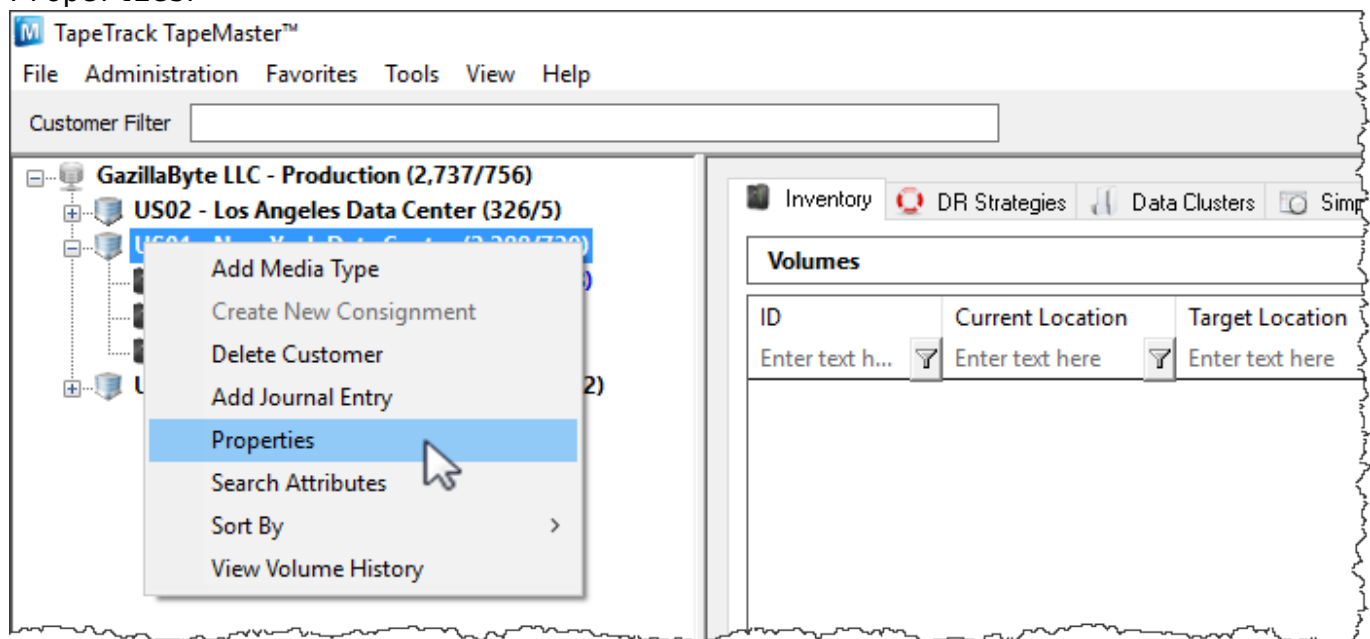 TapeTrack TapeMaster™
File Administration Favorites Tools View Help
Customer Filter
GazillaByte LLC - Production (2,737/756)
US02 - Los Angeles Data Center (326/5)
Add Media Type
Create New Consignment
Delete Customer
Add Journal Entry
Properties
Search Attributes
Sort By >
View Volume History
2)
Inventory DR Strategies Data Clusters
Volumes
ID Current Location Target Location
Enter text h... Enter text here Enter text here